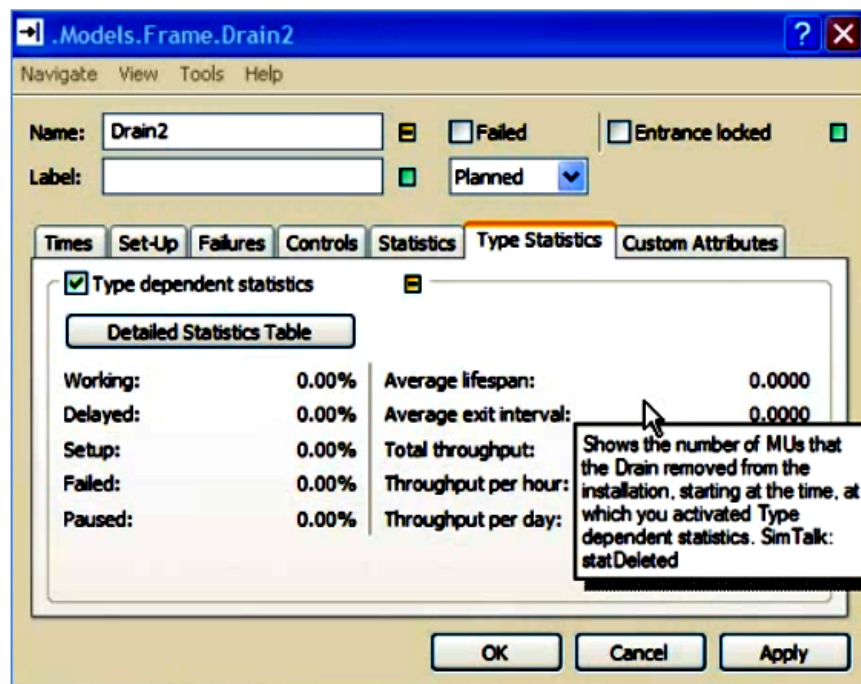 .Models.Frame.Drain2
Navigate View Tools Help
Name: Drain2 Failed Entrance locked
Label: Planned
Times Set-Up Failures Controls Statistics Type Statistics Custom Attributes
Type dependent statistics
Detailed Statistics Table
Working: 0.00% Average lifespan: 0.0000
Delayed: 0.00% Average exit interval: 0.0000
Setup: 0.00% Total throughput:
Failed: 0.00% Throughput per hour:
Paused: 0.00% Throughput per day:
Shows the number of MUs that
the Drain removed from the
installation, starting at the time, at
which you activated Type
dependent statistics. SimTalk:
statDeleted
OK Cancel Apply